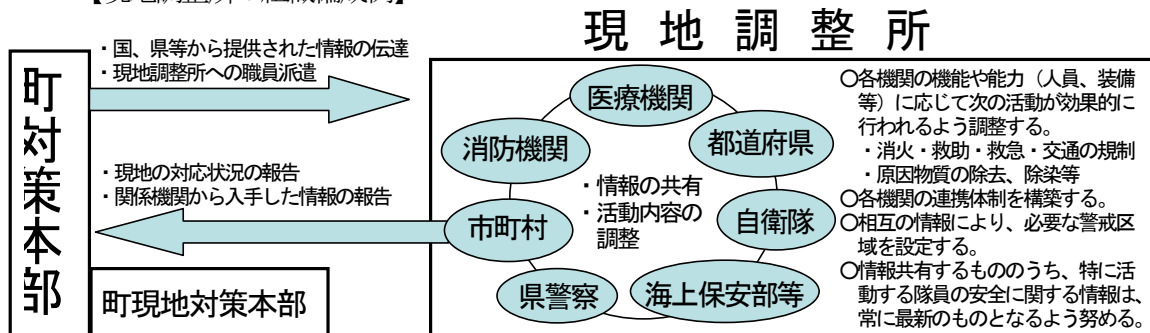 現地調整所
・国、県等から提供された情報の伝達
・現地調整所への職員派遣
町対策本部
・現地の対応状況の報告
・関係機関から入手した情報の報告
町現地対策本部
医療機関
消防機関
都道府県
・情報の共有
・活動内容の
調整
市町村
自衛隊
県警察
海上保安部等
○各機関の機能や能力（人員、装備
等）に応じて次の活動が効果的に
行われるよう調整する。
・消火・救助・救急・交通の規制
・原因物質の除去、除染等
○各機関の連携体制を構築する。
○相互の情報により、必要な警戒区
域を設定する。
○情報共有するもののうち、特に活
動する隊員の安全に関する情報は、
常に最新のものとなるよう努める。